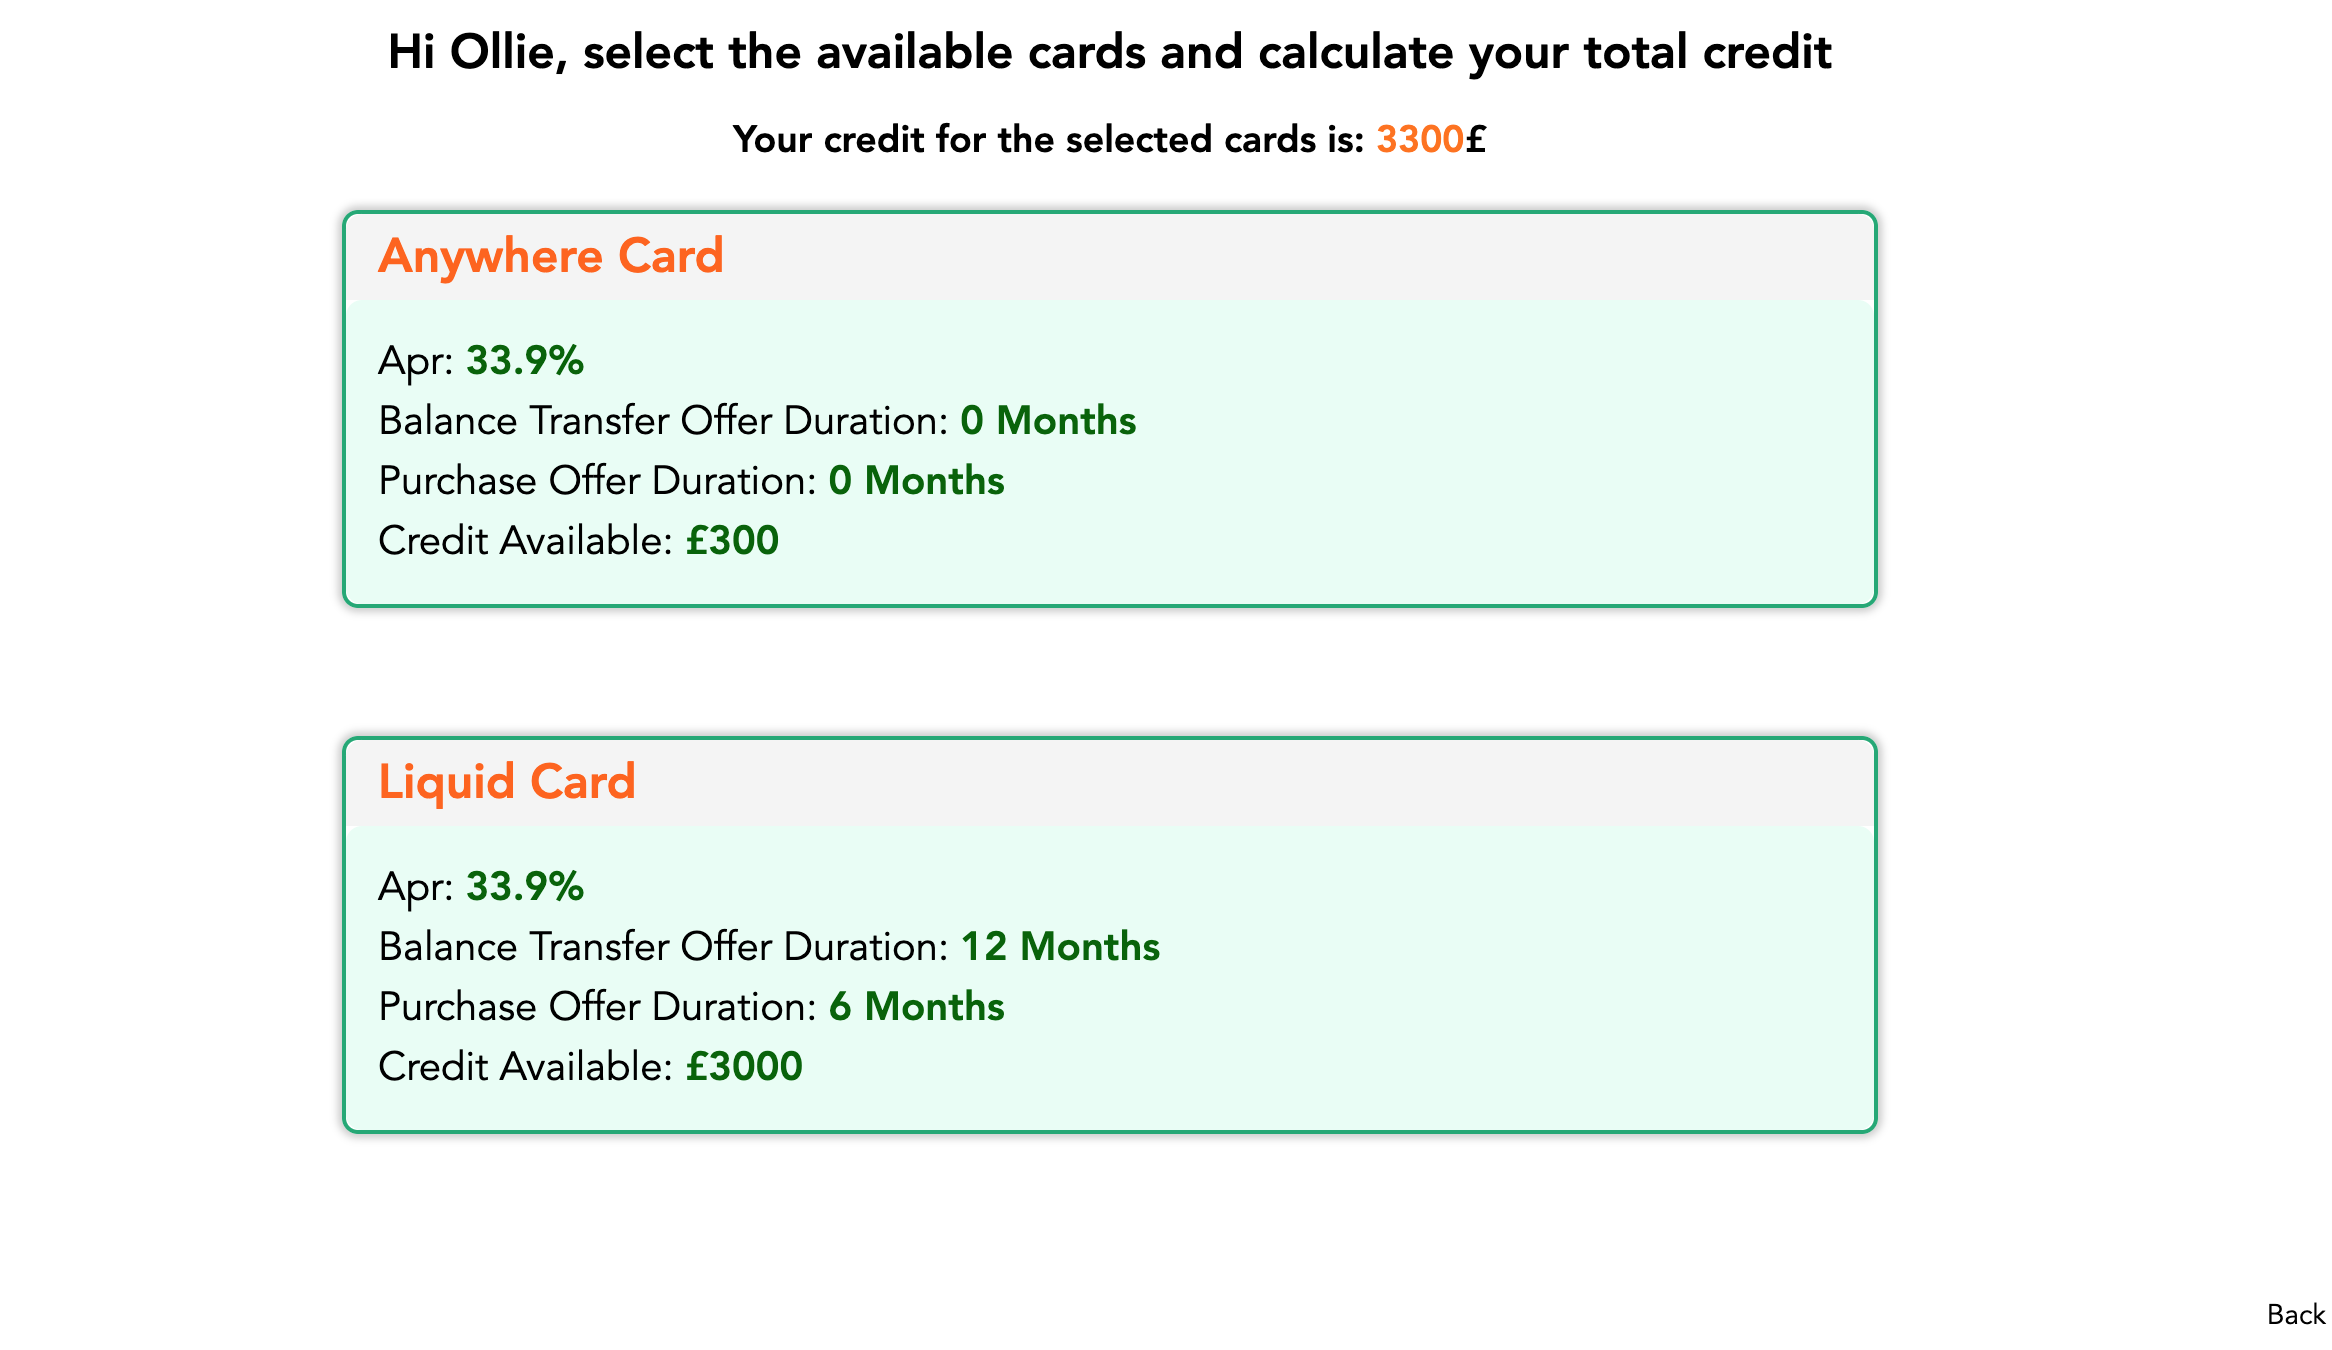 Hi Ollie, select the available cards and calculate your total credit
Your credit for the selected cards is: 3300£
Anywhere Card
Apr: 33.9%
Balance Transfer Offer Duration: 0 Months
Purchase Offer Duration: 0 Months
Credit Available: £300
Liquid Card
Apr: 33.9%
Balance Transfer Offer Duration: 12 Months
Purchase Offer Duration: 6 Months
Credit Available: £3000
Back